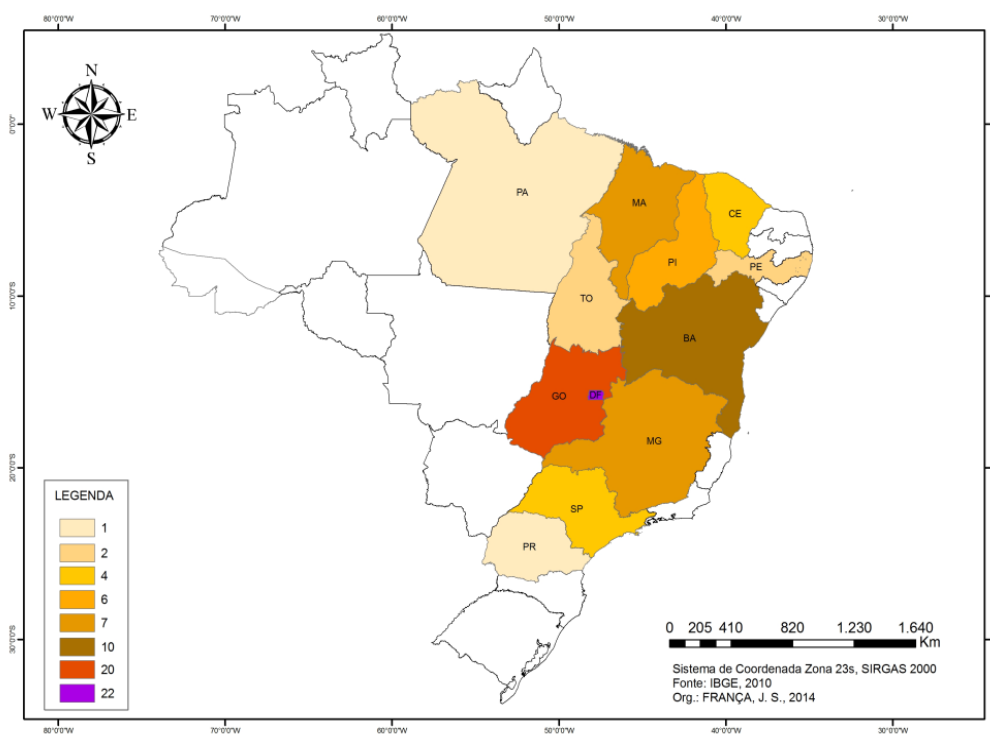 80°0'0"W 70°0'0"W 60°0'0"W 50°0'0"W 40°0'0"W 30°0'0"W
N
W E
S
0°0'0"
10°0'0"S
20°0'0"S
30°0'0"S
PA
MA
CE
PI
PE
TO
BA
GO
DF
MG
SP
PR
LEGENDA
1
2
4
6
7
10
20
22
0 205 410 820 1.230 1.640
Km
Sistema de Coordenada Zona 23s, SIRGAS 2000
Fonte: IBGE, 2010
Org.: FRANÇA, J. S., 2014
80°0'0"W 70°0'0"W 60°0'0"W 50°0'0"W 40°0'0"W 30°0'0"W